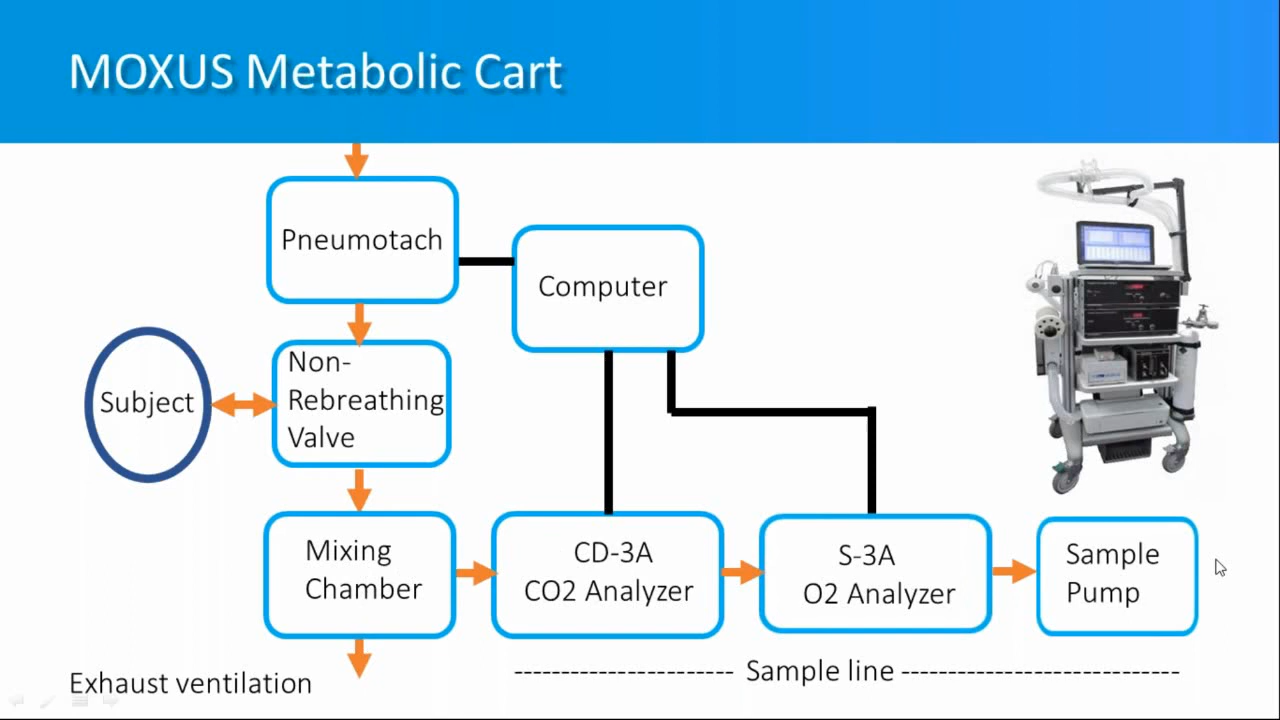 MOXUS Metabolic Cart
Pneumotach
Computer
Non-
Rebreathing
Valve
Subject
Mixing
Chamber
CD-3A
CO2 Analyzer
S-3A
O2 Analyzer
Sample
Pump
Exhaust ventilation
---------------------- Sample line ----------------------------